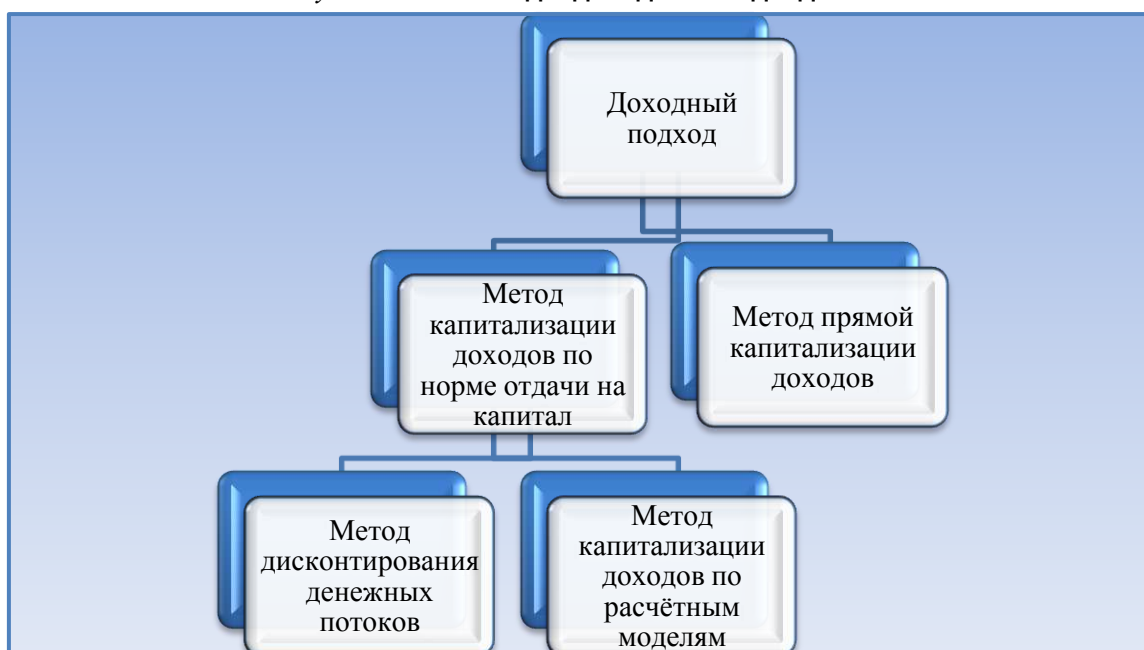 Доходный
подход
Метод
капитализации
доходов по
норме отдачи на
капитал
Метод прямой
капитализации
доходов
Метод
дисконтирования
денежных
потоков
Метод
капитализации
доходов по
расчётным
моделям